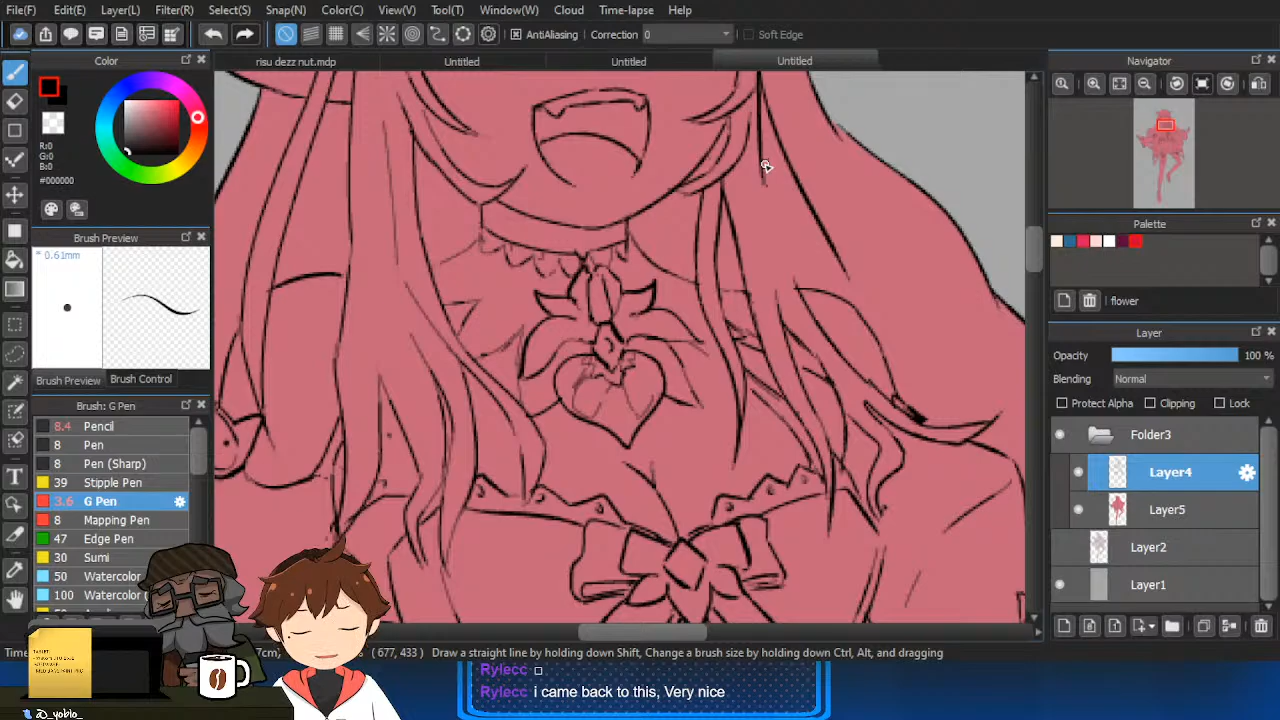 File(F) Edit(E) Layer(L) Filter(R) Select(S) Snap(N) Color(C) View(V) Tool(T) Window(W) Cloud Time-lapse Help
AntiAliasing Correction 0 Soft Edge
Color
risu dezz nut.mdp Untitled Untitled Untitled
Navigator
R:0
G:0
B:0
#000000
Brush Preview
* 0.61mm
Brush Preview Brush Control
Brush: G Pen
8.4 Pencil
8 Pen
8 Pen (Sharp)
39 Stipple Pen
3.6 G Pen
8 Mapping Pen
47 Edge Pen
30 Sumi
50 Watercolor
100 Watercolor
Palette
flower
Layer
Opacity 100 %
Blending Normal
Protect Alpha Clipping Lock
Folder3
Layer4
Layer5
Layer2
Layer1
( 677, 433 ) Draw a straight line by holding down Shift, Change a brush size by holding down Ctrl, Alt, and dragging
Rylecc □
Rylecc i came back to this, Very nice